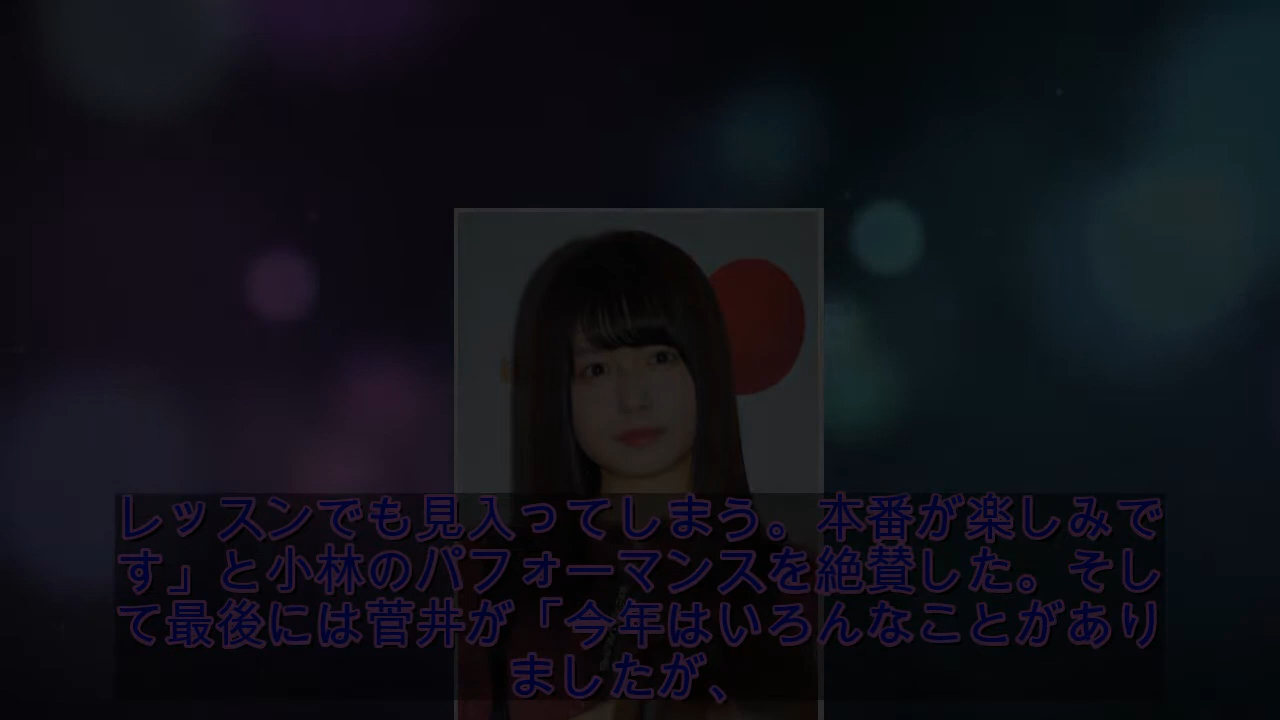 レッスンでも見入ってしまう。本番が楽しみで
す」と小林のパフォーマンスを絶賛した。そし
て最後には菅井が「今年はいろんなことがあり
ましたが、